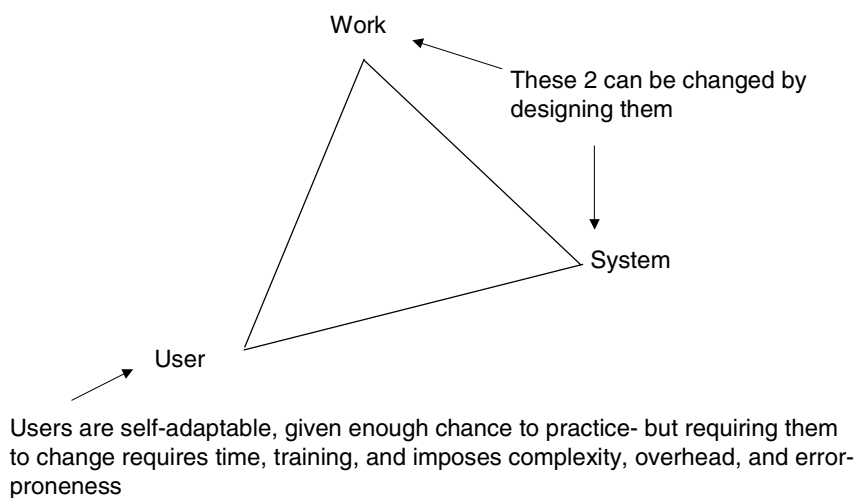 Work
These 2 can be changed by
designing them
System
User
Users are self-adaptable, given enough chance to practice- but requiring them
to change requires time, training, and imposes complexity, overhead, and error-
proneness